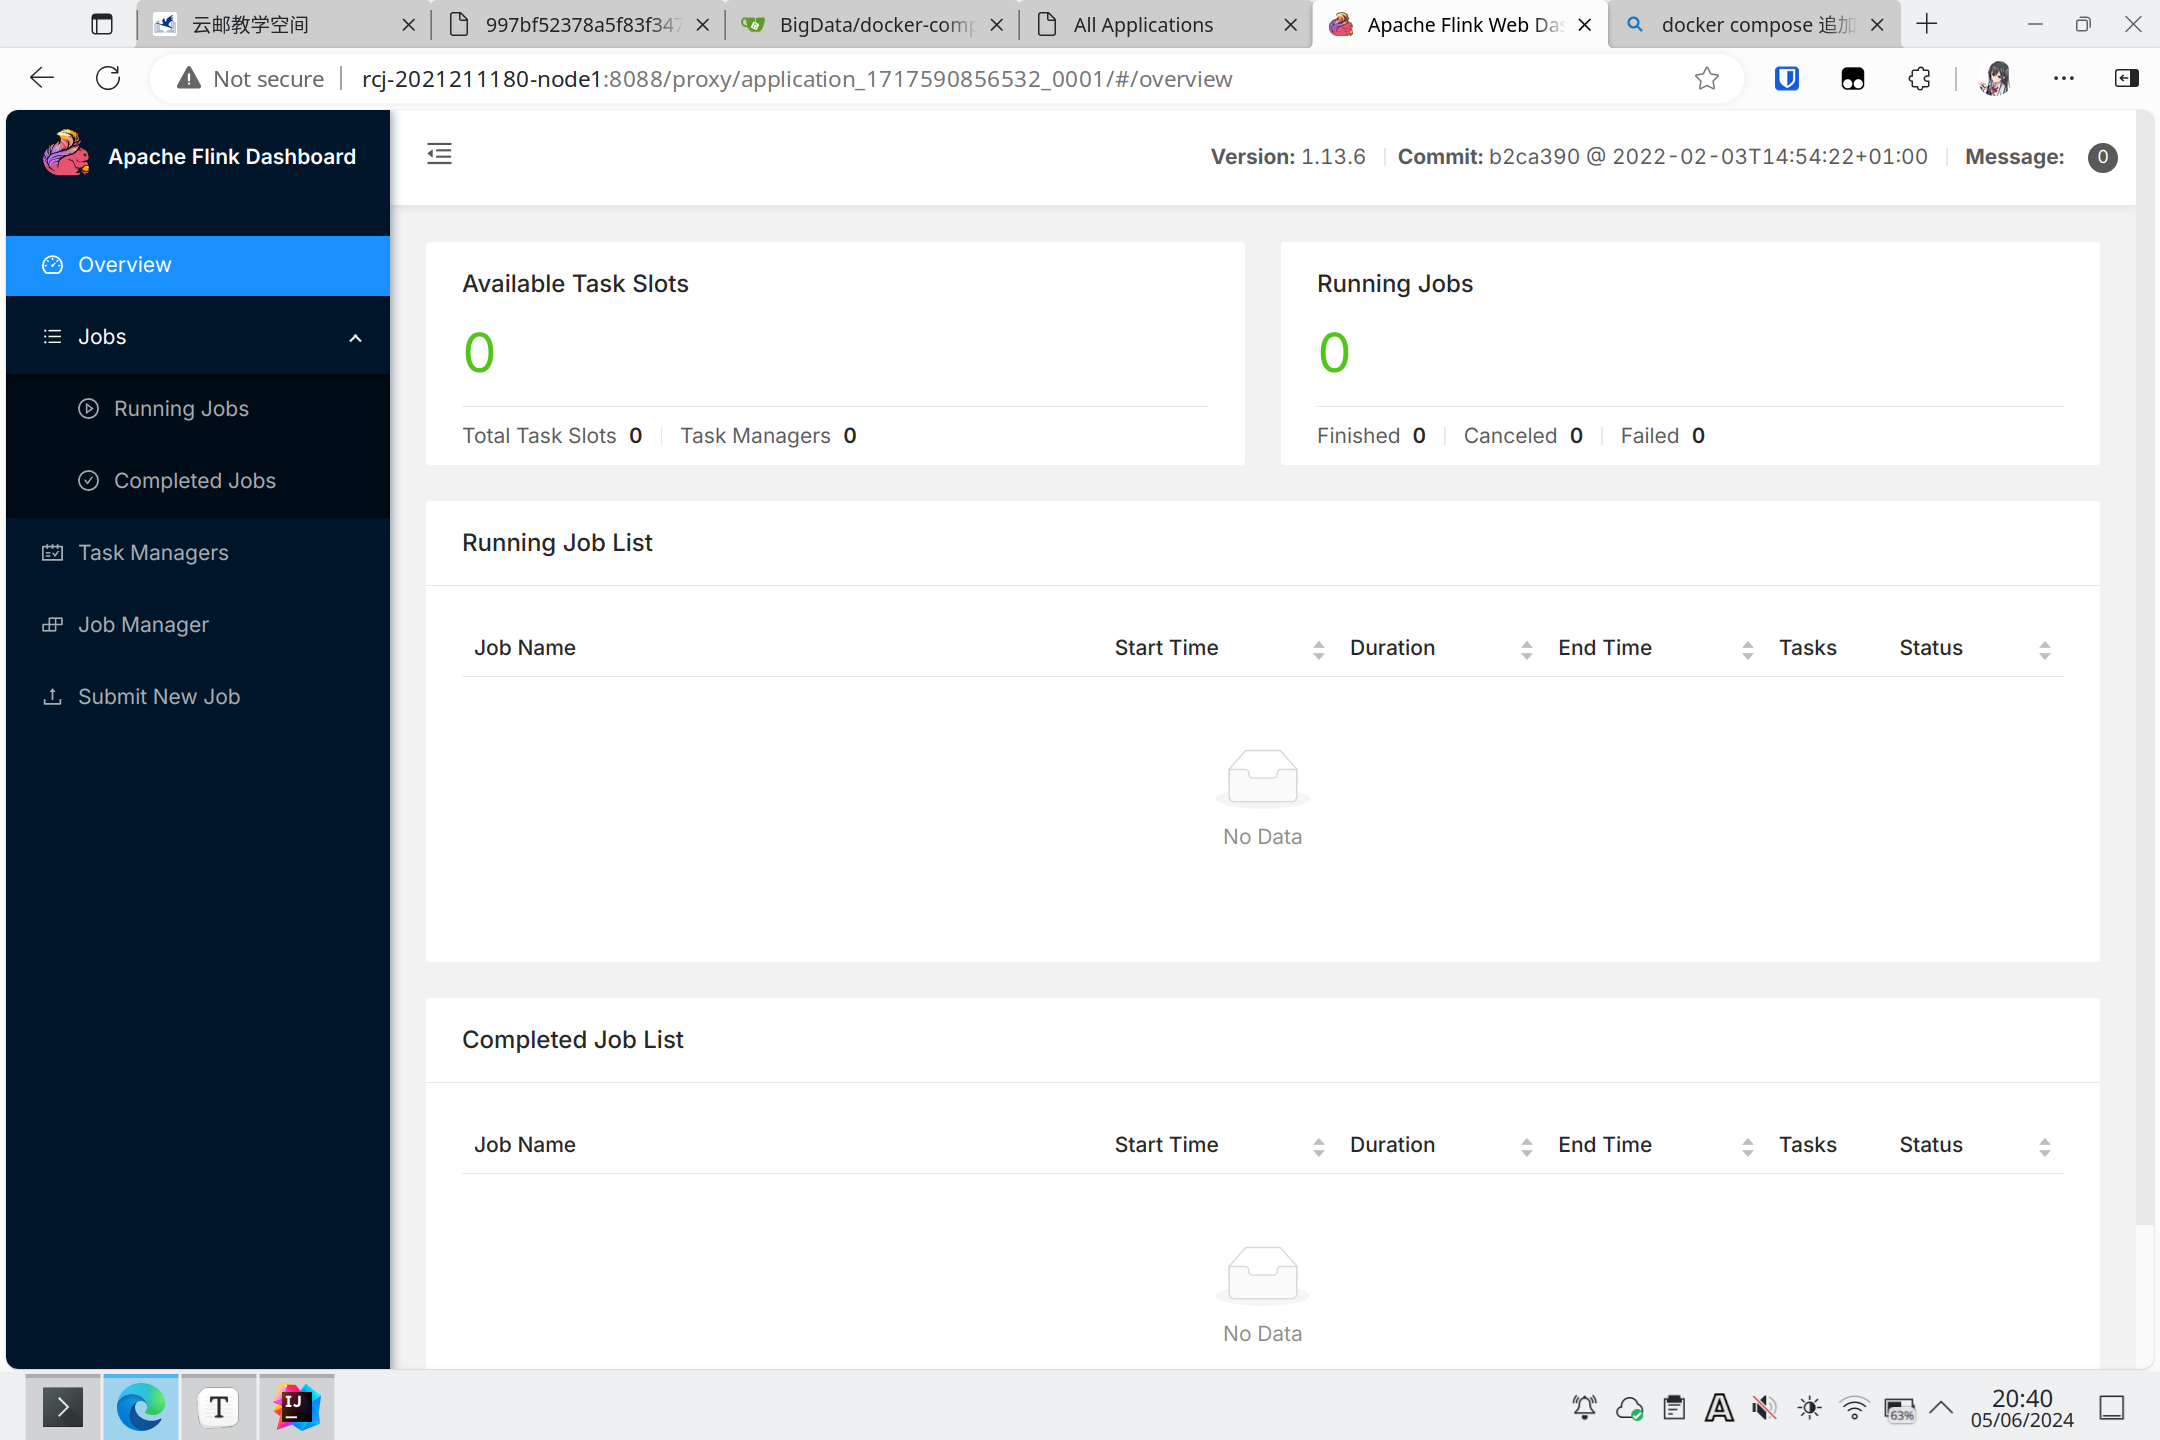 云邮教学空间
997bf52378a5f83f347
BigData/docker-comp
All Applications
Apache Flink Web Das
docker compose 追加
Not secure
rcj-2021211180-node1:8088/proxy/application_1717590856532_0001/#/overview
Apache Flink Dashboard
Version: 1.13.6
Commit: b2ca390 @ 2022-02-03T14:54:22+01:00
Message: 0
Overview
Jobs
Running Jobs
Completed Jobs
Task Managers
Job Manager
Submit New Job
Available Task Slots
0
Total Task Slots 0
Task Managers 0
Running Jobs
0
Finished 0
Canceled 0
Failed 0
Running Job List
Job Name Start Time Duration End Time Tasks Status
No Data
Completed Job List
Job Name Start Time Duration End Time Tasks Status
No Data
T
IJ
A
63%
20:40
05/06/2024